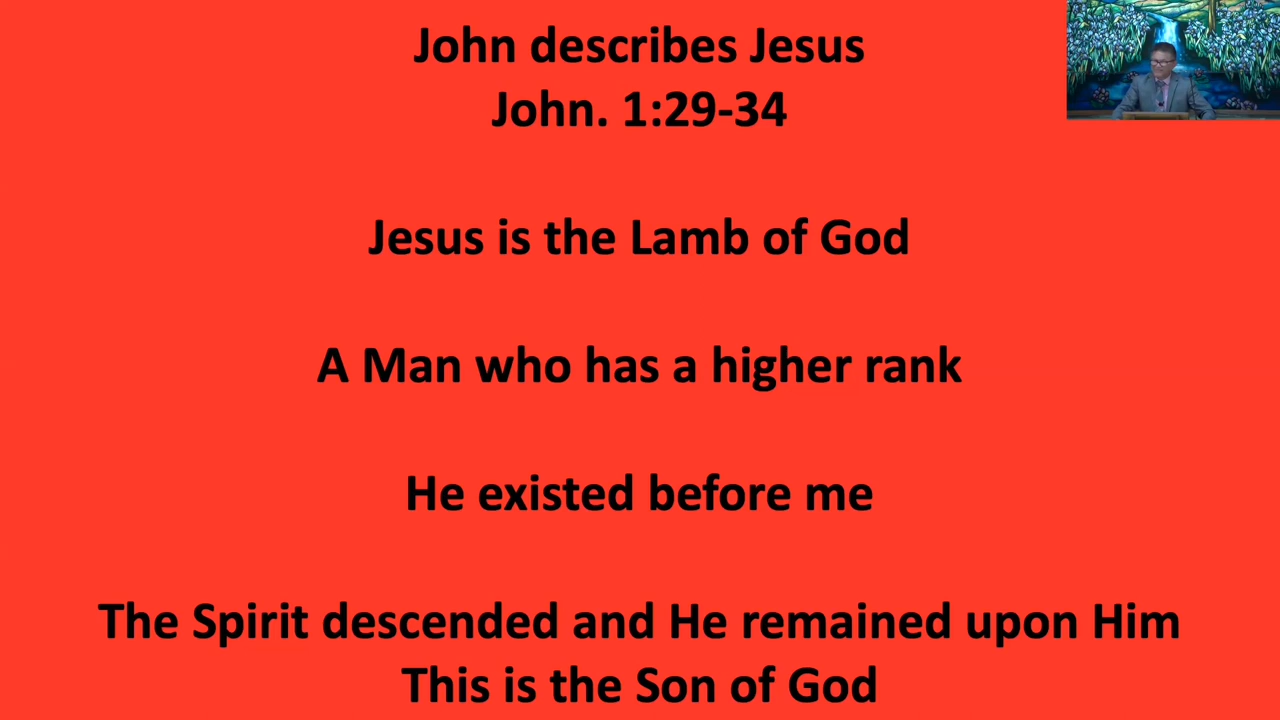 John describes Jesus
John. 1:29-34
Jesus is the Lamb of God
A Man who has a higher rank
He existed before me
The Spirit descended and He remained upon Him
This is the Son of God